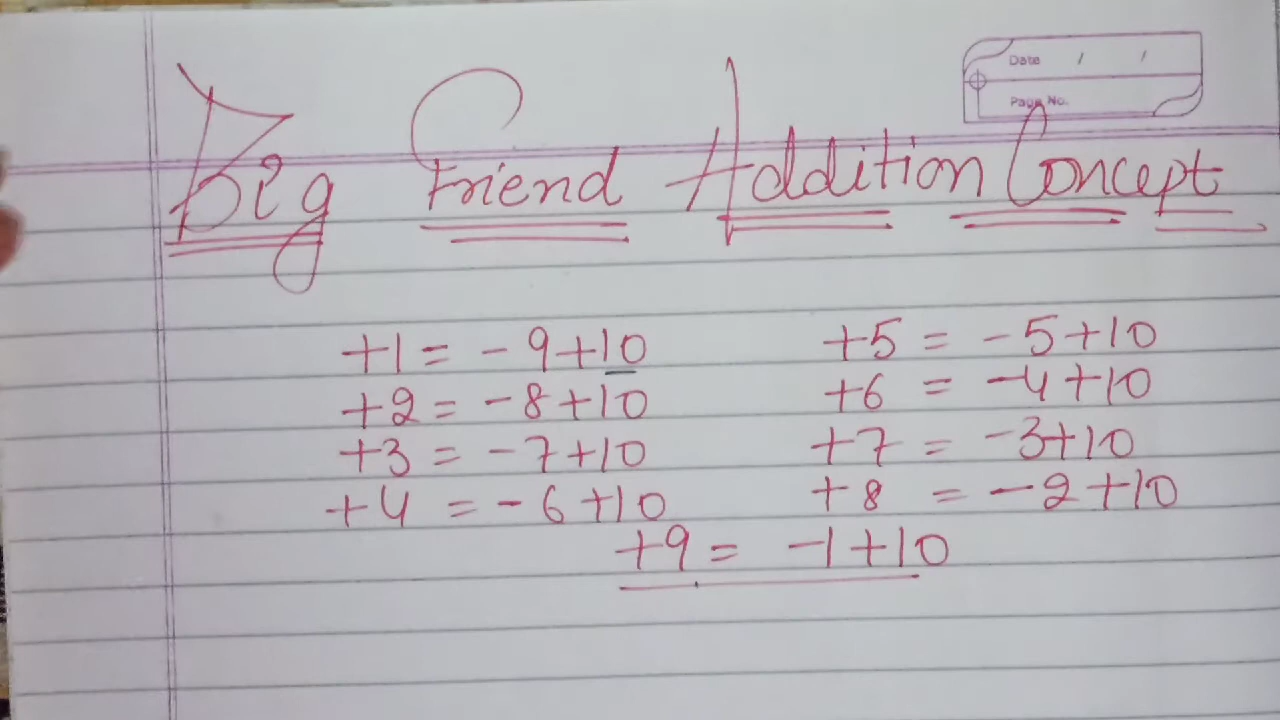 Date / /
Page No.
Big Friend Addition Concept
+1 = -9+10 +5 = -5+10
+2 = -8+10 +6 = -4+10
+3 = -7+10 +7 = -3+10
+4 = -6+10 +8 = -2+10
+9 = -1+10